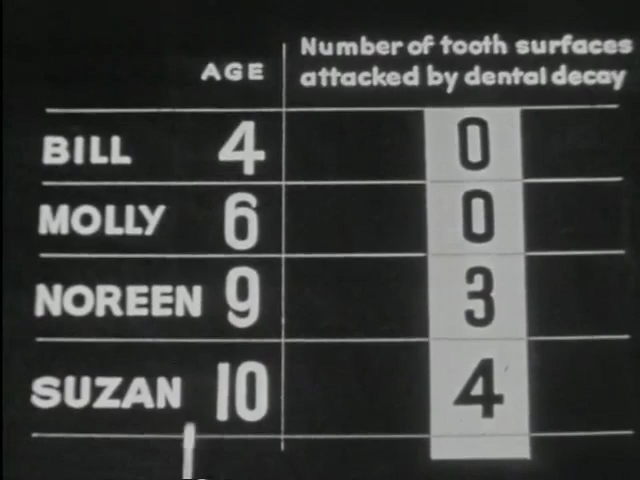 AGE
Number of tooth surfaces
attacked by dental decay
BILL 4 0
MOLLY 6 0
NOREEN 9 3
SUZAN 10 4